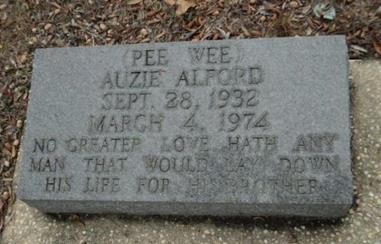 (PEE WEE)
AUZIE ALFORD
SEPT. 28, 1932
MARCH 4, 1974
NO GREATER LOVE HATH ANY
MAN THAT WOULD LAY DOWN
HIS LIFE FOR HI BROTHER